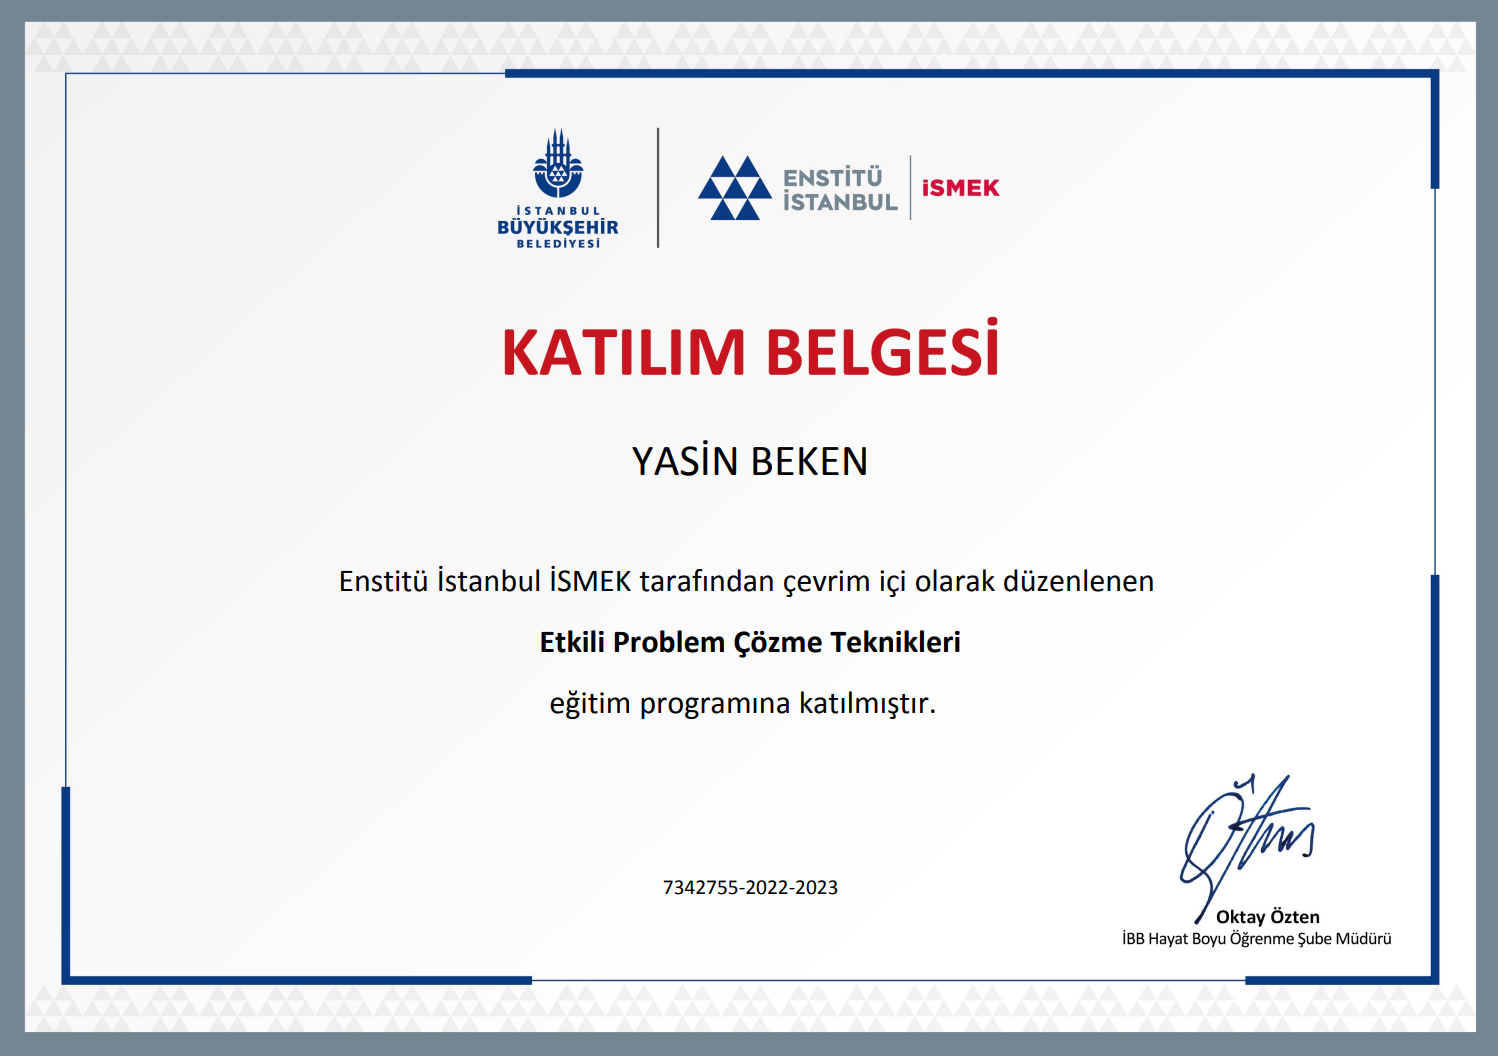 İSTANBUL
BÜYÜKŞEHİR
BELEDİYESİ
ENSTİTÜ
İSTANBUL
İSMEK
KATILIM BELGESİ
YASİN BEKEN
Enstitü İstanbul İSMEK tarafından çevrim içi olarak düzenlenen
Etkili Problem Çözme Teknikleri
eğitim programına katılmıştır.
7342755-2022-2023
Oktay Özten
İBB Hayat Boyu Öğrenme Şube Müdürü